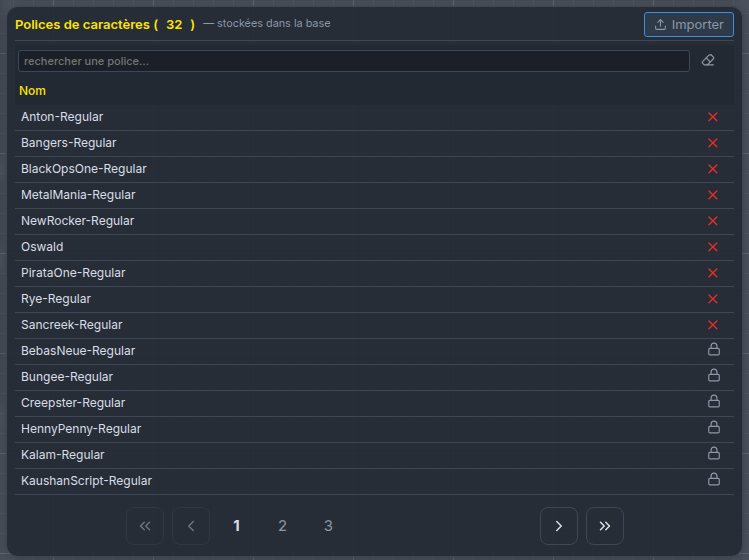 Polices de caractères ( 32 ) — stockées dans la base
Importer
rechercher une police...
Nom
Anton-Regular
Bangers-Regular
BlackOpsOne-Regular
MetalMania-Regular
NewRocker-Regular
Oswald
PirataOne-Regular
Rye-Regular
Sancreek-Regular
BebasNeue-Regular
Bungee-Regular
Creepster-Regular
HennyPenny-Regular
Kalam-Regular
KaushanScript-Regular
1 2 3